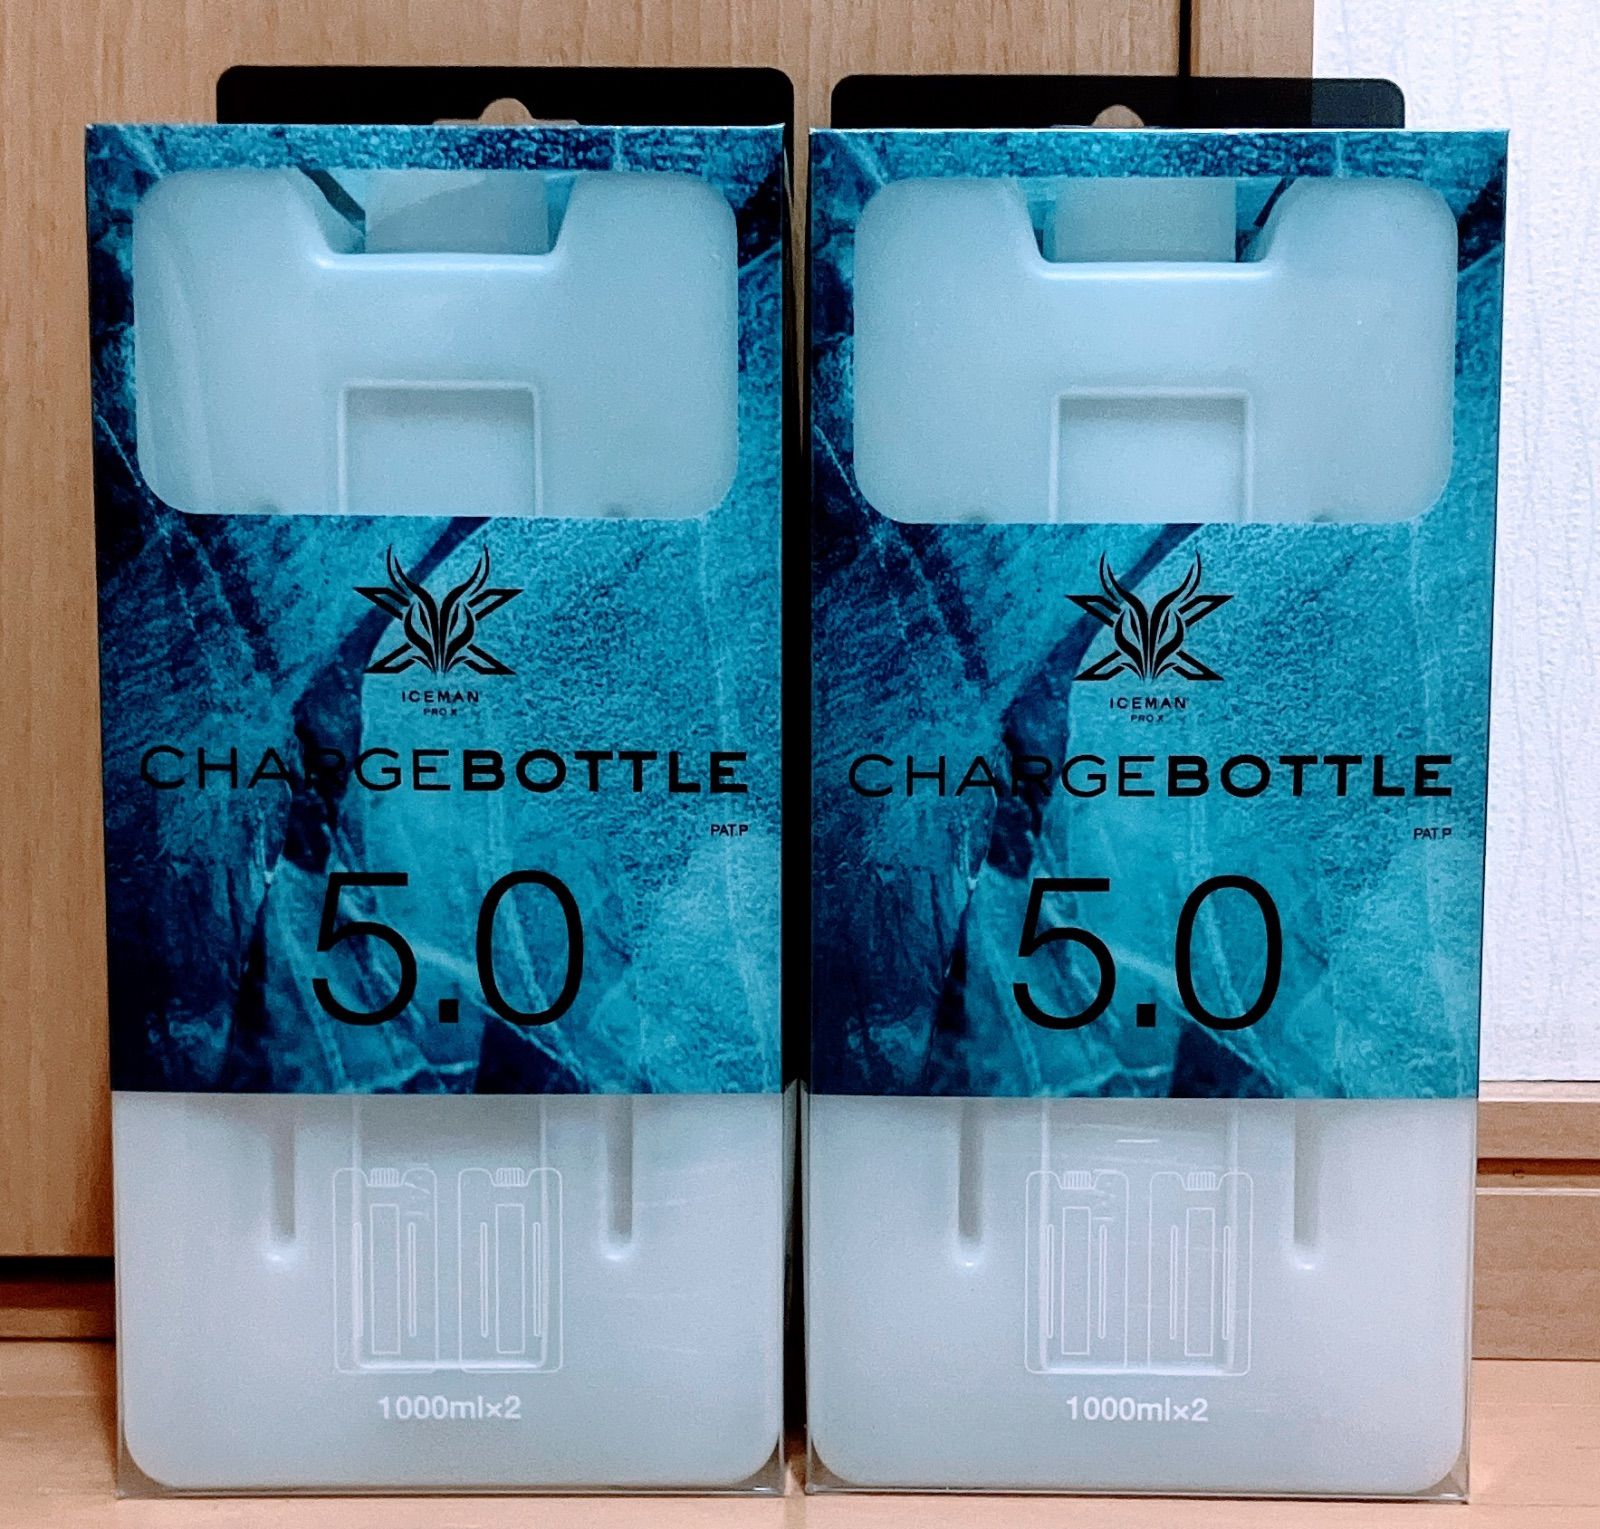 ICEMAN
PRO X
CHARGEBOTTLE
PAT.P
5.0
1000ml×2
ICEMAN
PRO X
CHARGEBOTTLE
PAT.P
5.0
1000ml×2